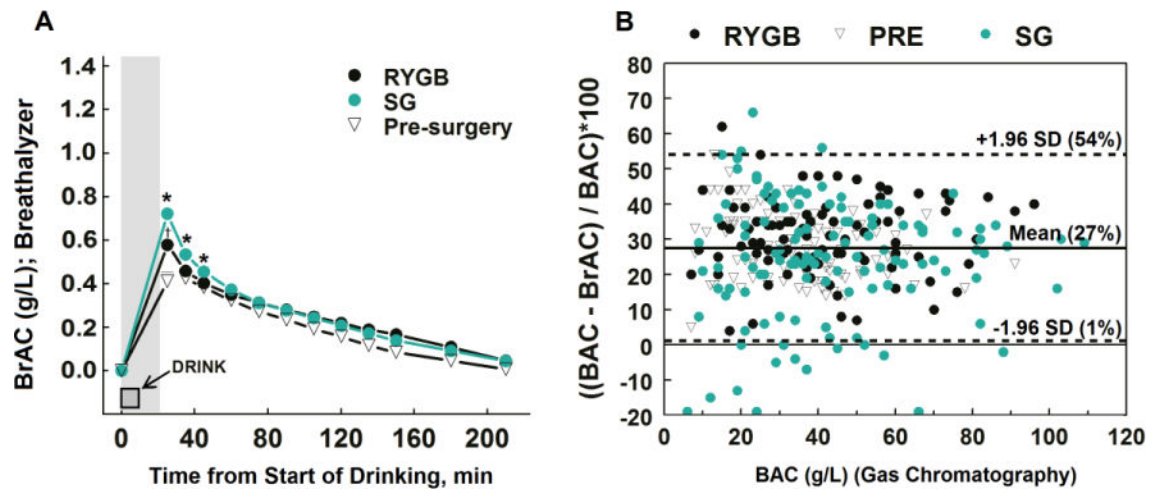 A
BrAC (g/L); Breathalyzer
1.4
1.2
1.0
0.8
0.6
0.4
0.2
0.0
RYGB
SG
Pre-surgery
*
*
*
†
DRINK
0 40 80 120 160 200
Time from Start of Drinking, min
B
RYGB PRE SG
((BAC - BrAC) / BAC)*100
80
70
60
50
40
30
20
10
0
-10
-20
+1.96 SD (54%)
Mean (27%)
-1.96 SD (1%)
0 20 40 60 80 100 120
BAC (g/L) (Gas Chromatography)